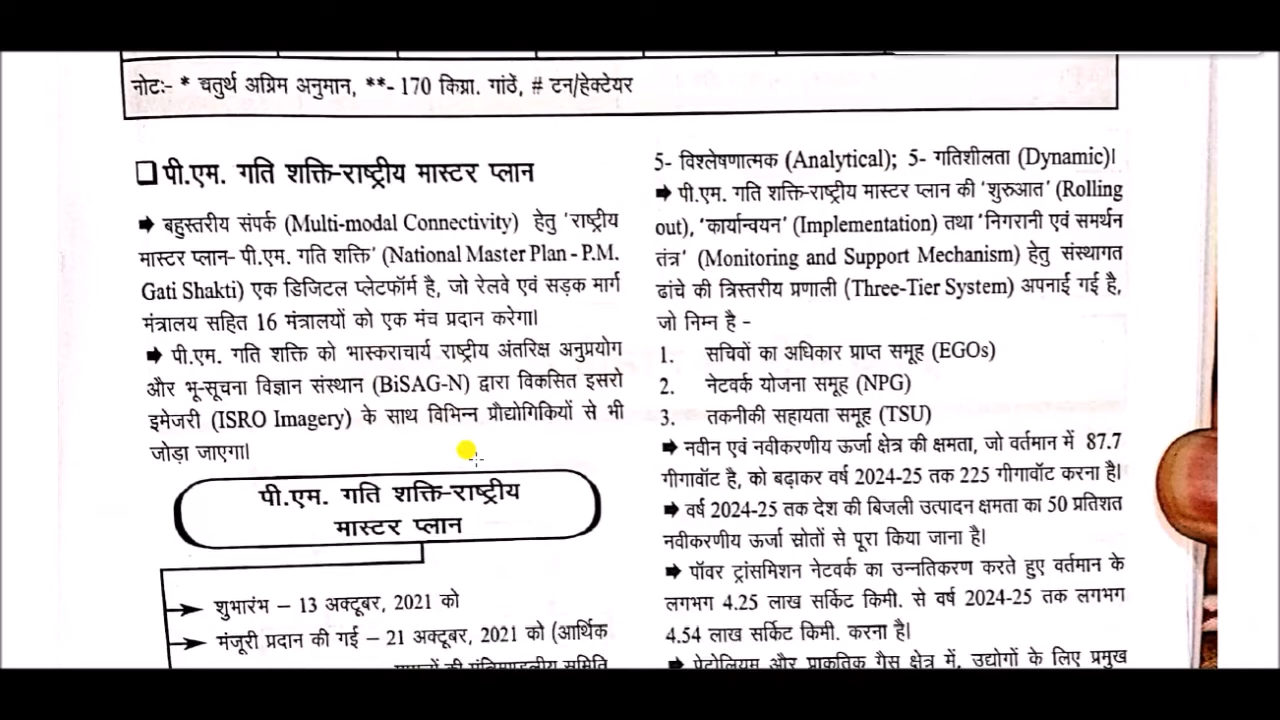 नोटः- * चतुर्थ अग्रिम अनुमान, **- 170 किग्रा. गांठें, # टन/हेक्टेयर
पी.एम. गति शक्ति-राष्ट्रीय मास्टर प्लान
➡ बहुस्तरीय संपर्क (Multi-modal Connectivity) हेतु 'राष्ट्रीय
मास्टर प्लान- पी.एम. गति शक्ति' (National Master Plan - P.M.
Gati Shakti) एक डिजिटल प्लेटफॉर्म है, जो रेलवे एवं सड़क मार्ग
मंत्रालय सहित 16 मंत्रालयों को एक मंच प्रदान करेगा।
➡ पी.एम. गति शक्ति को भास्कराचार्य राष्ट्रीय अंतरिक्ष अनुप्रयोग
और भू-सूचना विज्ञान संस्थान (BiSAG-N) द्वारा विकसित इसरो
इमेजरी (ISRO Imagery) के साथ विभिन्न प्रौद्योगिकियों से भी
जोड़ा जाएगा।
पी.एम. गति शक्ति-राष्ट्रीय
मास्टर प्लान
शुभारंभ – 13 अक्टूबर, 2021 को
मंजूरी प्रदान की गई – 21 अक्टूबर, 2021 को (आर्थिक
5- विश्लेषणात्मक (Analytical); 5- गतिशीलता (Dynamic)।
➡ पी.एम. गति शक्ति-राष्ट्रीय मास्टर प्लान की 'शुरुआत' (Rolling
out), 'कार्यान्वयन' (Implementation) तथा 'निगरानी एवं समर्थन
तंत्र' (Monitoring and Support Mechanism) हेतु संस्थागत
ढांचे की त्रिस्तरीय प्रणाली (Three-Tier System) अपनाई गई है,
जो निम्न है -
1. सचिवों का अधिकार प्राप्त समूह (EGOs)
2. नेटवर्क योजना समूह (NPG)
3. तकनीकी सहायता समूह (TSU)
➡ नवीन एवं नवीकरणीय ऊर्जा क्षेत्र की क्षमता, जो वर्तमान में 87.7
गीगावॉट है, को बढ़ाकर वर्ष 2024-25 तक 225 गीगावॉट करना है।
➡ वर्ष 2024-25 तक देश की बिजली उत्पादन क्षमता का 50 प्रतिशत
नवीकरणीय ऊर्जा स्रोतों से पूरा किया जाना है।
➡ पॉवर ट्रांसमिशन नेटवर्क का उन्नतिकरण करते हुए वर्तमान के
लगभग 4.25 लाख सर्किट किमी. से वर्ष 2024-25 तक लगभग
4.54 लाख सर्किट किमी. करना है।
➡ पेट्रोलियम और प्राकृतिक गैस क्षेत्र में, उद्योगों के लिए प्रमुख